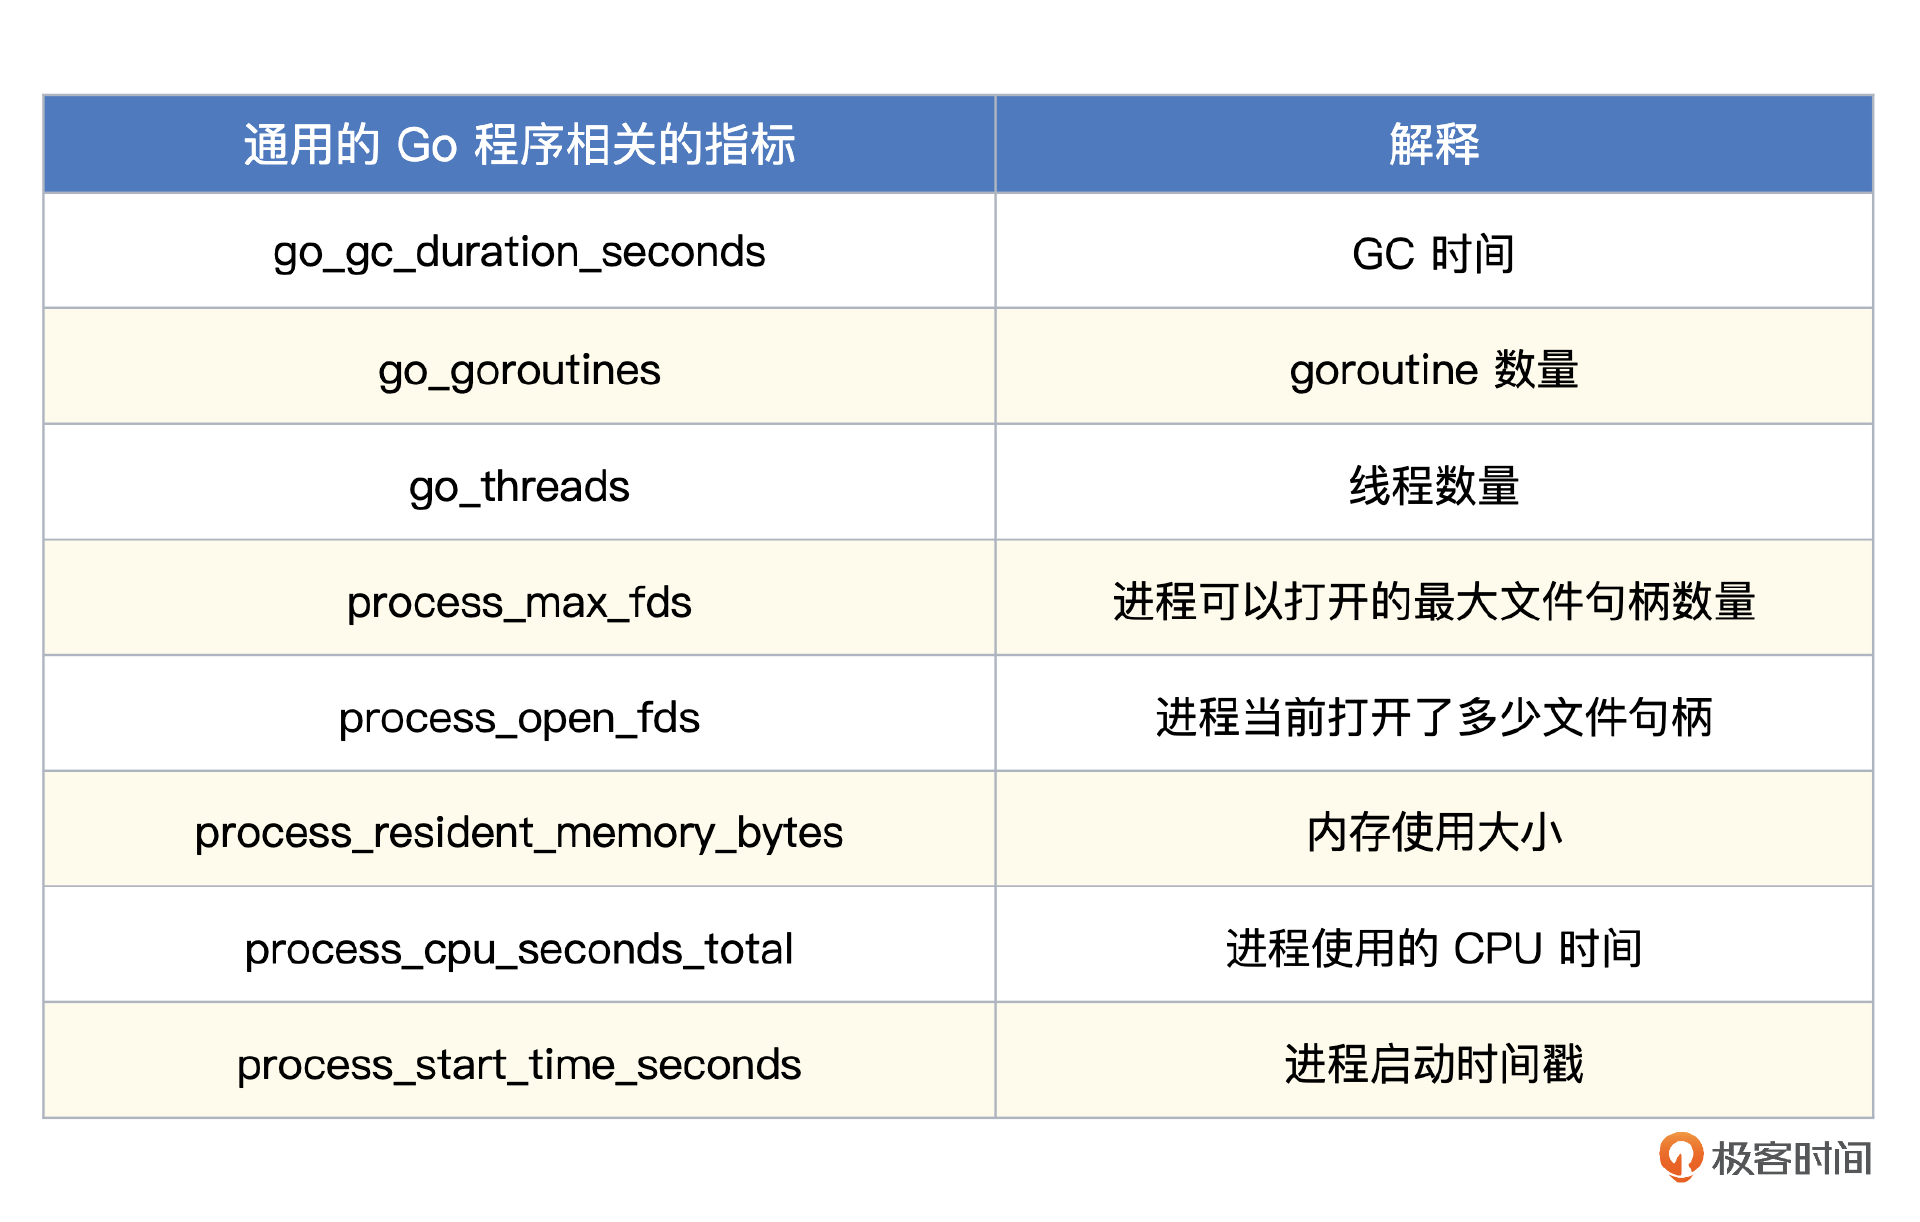 通用的 Go 程序相关的指标 解释
go_gc_duration_seconds GC 时间
go_goroutines goroutine 数量
go_threads 线程数量
process_max_fds 进程可以打开的最大文件句柄数量
process_open_fds 进程当前打开了多少文件句柄
process_resident_memory_bytes 内存使用大小
process_cpu_seconds_total 进程使用的 CPU 时间
process_start_time_seconds 进程启动时间戳
极客时间